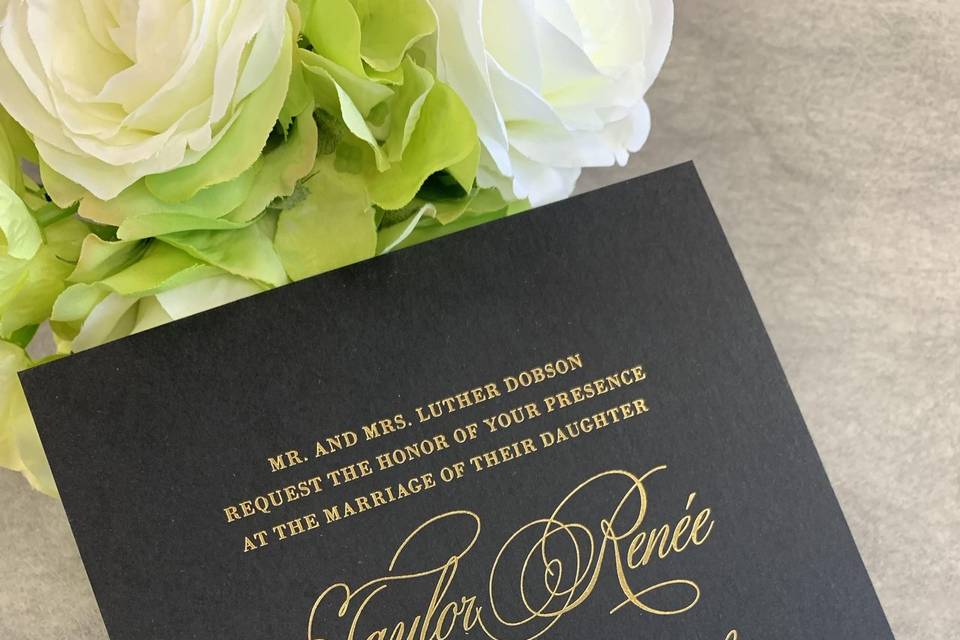 MR. AND MRS. LUTHER DOBSON
REQUEST THE HONOR OF YOUR PRESENCE
AT THE MARRIAGE OF THEIR DAUGHTER
Taylor Renée